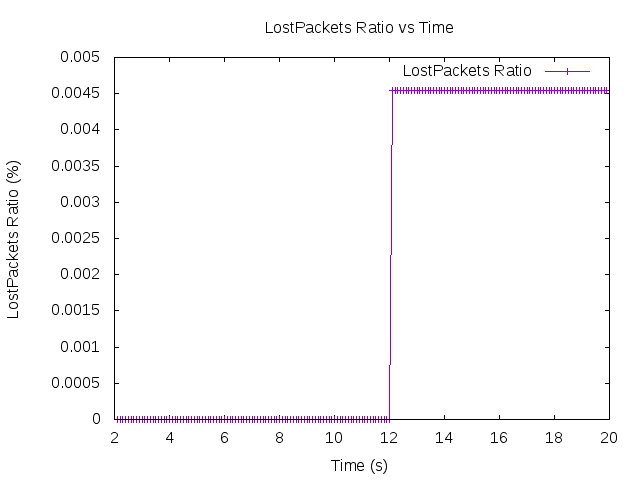 LostPackets Ratio vs Time
LostPackets Ratio
0.005
0.0045
0.004
0.0035
0.003
0.0025
0.002
0.0015
0.001
0.0005
0
LostPackets Ratio (%)
2 4 6 8 10 12 14 16 18 20
Time (s)